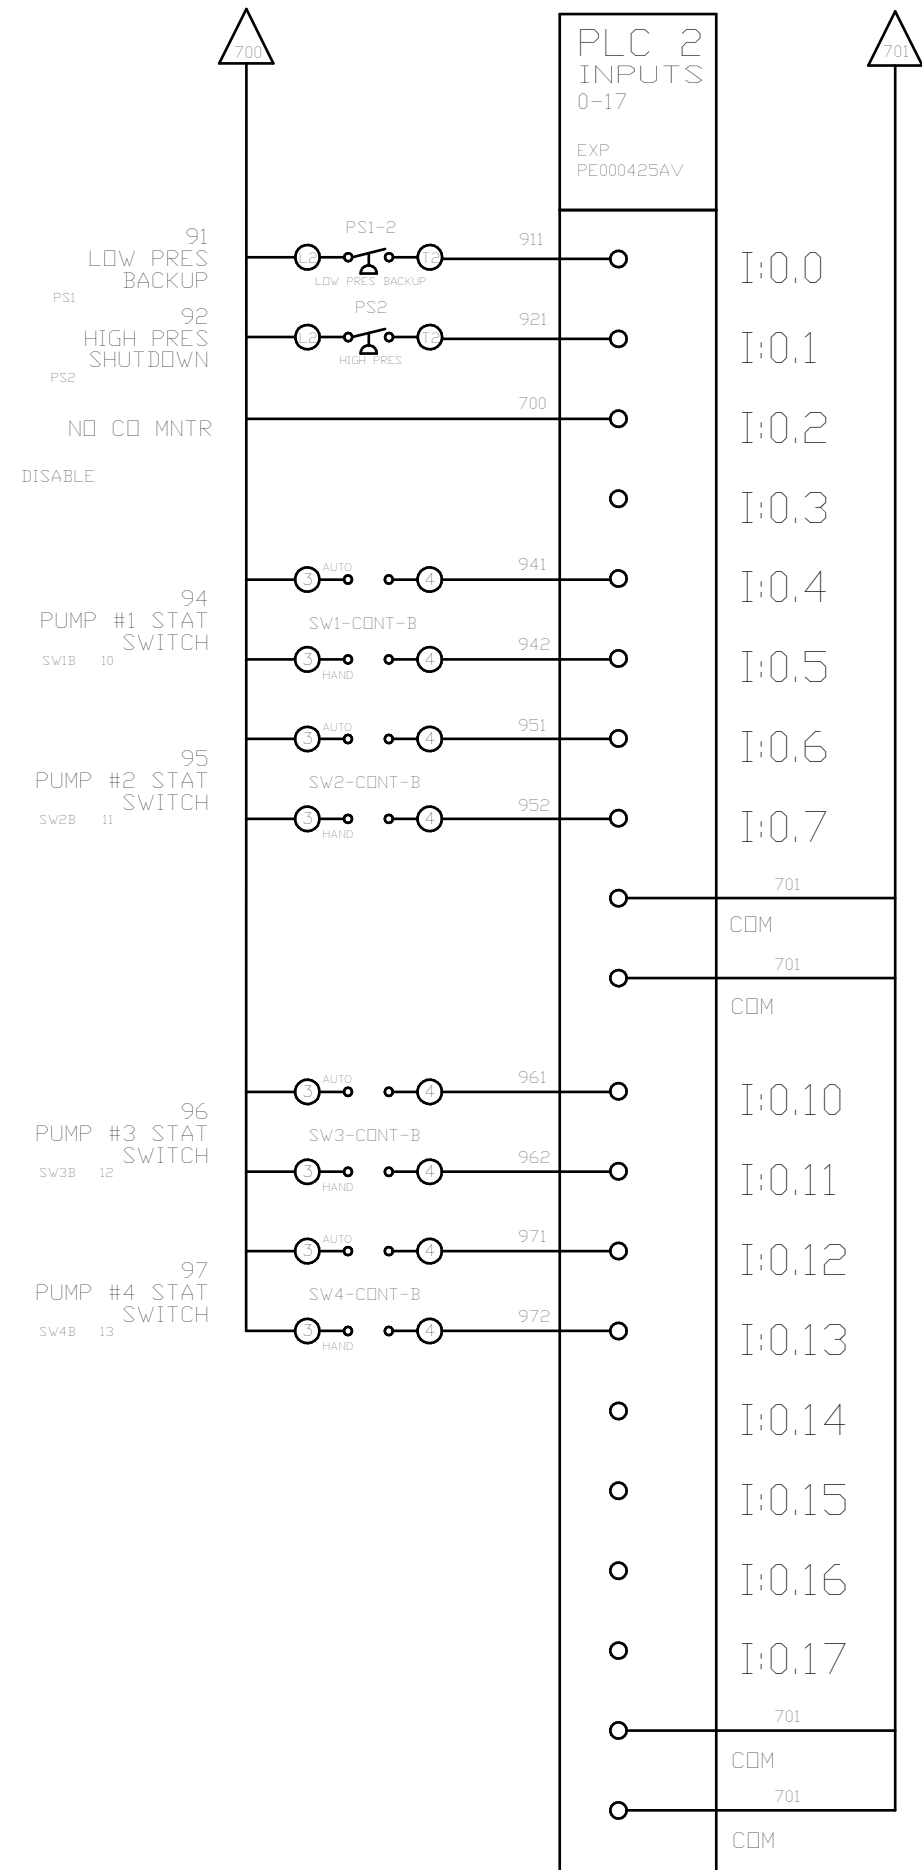 700
701
PLC 2
INPUTS
0-17
EXP
PE000425AV
91
LOW PRES
BACKUP
PS1
PS1-2
L2
T2
LOW PRES BACKUP
911
I:0.0
92
HIGH PRES
SHUTDOWN
PS2
PS2
L2
T2
HIGH PRES
921
I:0.1
NO CO MNTR
700
I:0.2
DISABLE
I:0.3
94
PUMP #1 STAT
SWITCH
SW1B 10
3
AUTO
4
941
I:0.4
SW1-CONT-B
3
HAND
4
942
I:0.5
95
PUMP #2 STAT
SWITCH
SW2B 11
3
AUTO
4
951
I:0.6
SW2-CONT-B
3
HAND
4
952
I:0.7
701
COM
701
COM
96
PUMP #3 STAT
SWITCH
SW3B 12
3
AUTO
4
961
I:0.10
SW3-CONT-B
3
HAND
4
962
I:0.11
97
PUMP #4 STAT
SWITCH
SW4B 13
3
AUTO
4
971
I:0.12
SW4-CONT-B
3
HAND
4
972
I:0.13
I:0.14
I:0.15
I:0.16
I:0.17
701
COM
701
COM